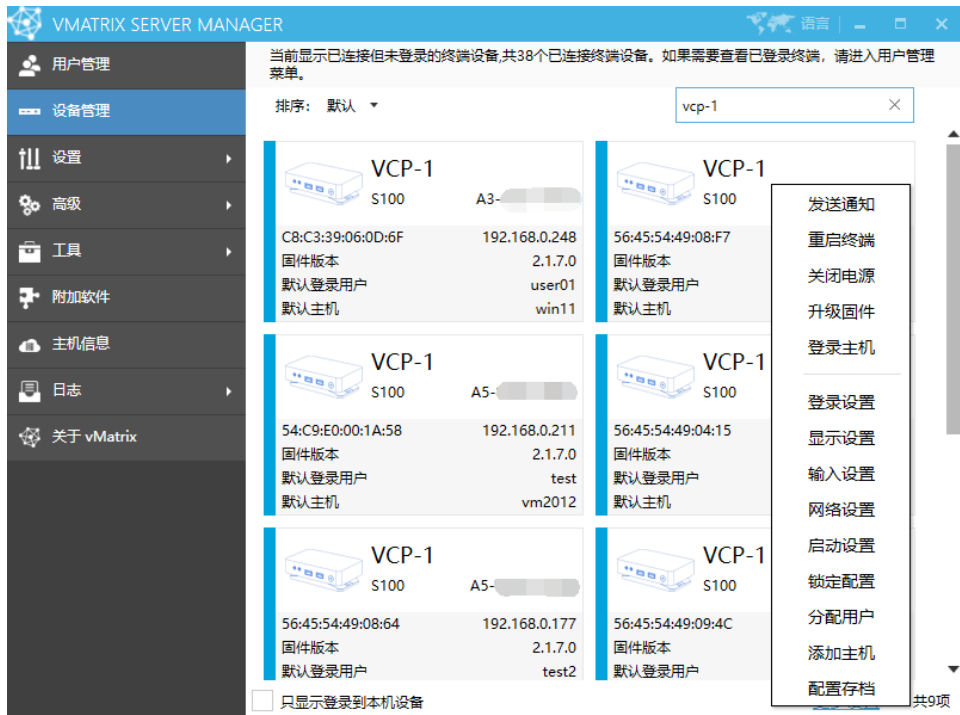 VMATRIX SERVER MANAGER
语言
用户管理
设备管理
设置
高级
工具
附加软件
主机信息
日志
关于 vMatrix
当前显示已连接但未登录的终端设备,共38个已连接终端设备。如果需要查看已登录终端，请进入用户管理
菜单。
排序： 默认
vcp-1
VCP-1
S100 A3-
C8:C3:39:06:0D:6F 192.168.0.248
固件版本 2.1.7.0
默认登录用户 user01
默认主机 win11
VCP-1
S100
56:45:54:49:08:F7
固件版本
默认登录用户
默认主机
VCP-1
S100 A5-
54:C9:E0:00:1A:58 192.168.0.211
固件版本 2.1.7.0
默认登录用户 test
默认主机 vm2012
VCP-1
S100
56:45:54:49:04:15
固件版本
默认登录用户
默认主机
VCP-1
S100 A5-
56:45:54:49:08:64 192.168.0.177
固件版本 2.1.7.0
默认登录用户 test2
VCP-1
S100
56:45:54:49:09:4C
固件版本
默认登录用户
发送通知
重启终端
关闭电源
升级固件
登录主机
登录设置
显示设置
输入设置
网络设置
启动设置
锁定配置
分配用户
添加主机
配置存档
只显示登录到本机设备
共9项